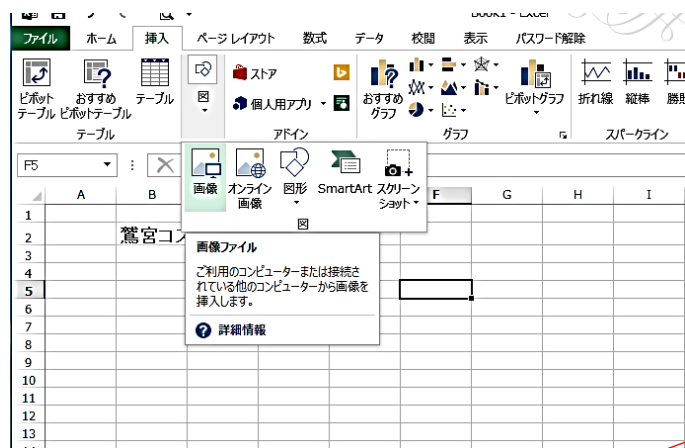 Book1 - Excel
ファイル ホーム 挿入 ページ レイアウト 数式 データ 校閲 表示 パスワード解除
ピボット
テーブル
おすすめ
ピボットテーブル
テーブル
図
ストア
個人用アプリ
おすすめ
グラフ
ピボットグラフ
折れ線
縦棒
テーブル アドイン グラフ スパークライン
F5
画像
オンライン
画像
図形
SmartArt
スクリーン
ショット
図
A B F G H I
1
2 鷲宮コ
3
4
5
6
7
8
9
10
11
12
13
画像ファイル
ご利用のコンピューターまたは接続さ
れている他のコンピューターから画像を
挿入します。
? 詳細情報